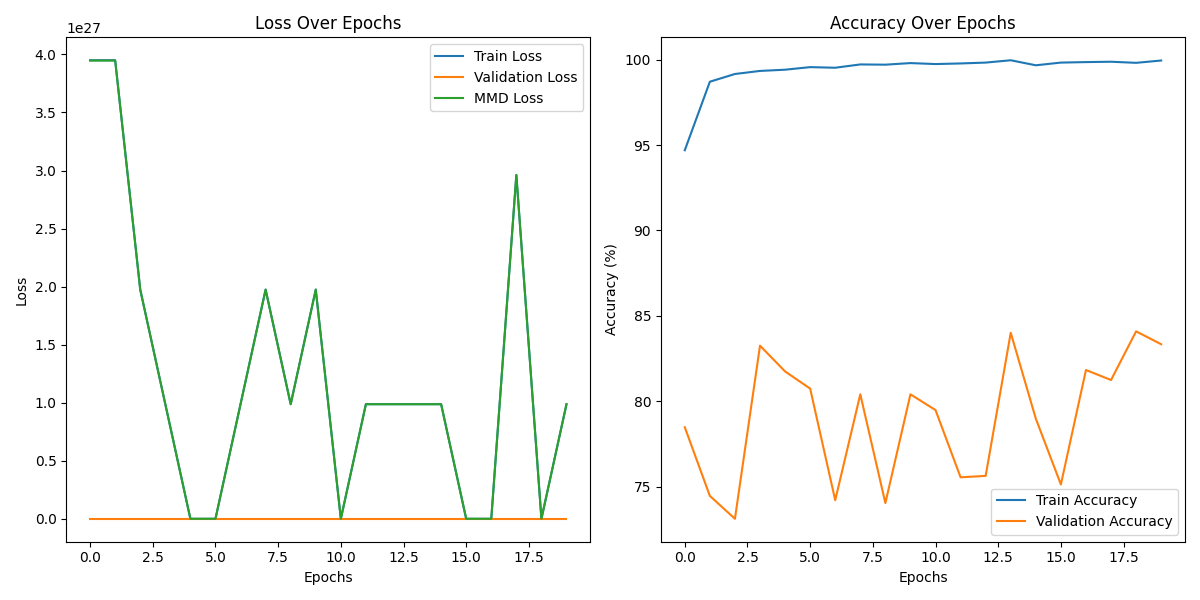 Loss Over Epochs
1e27
4.0
3.5
3.0
2.5
2.0
1.5
1.0
0.5
0.0
Loss
Train Loss
Validation Loss
MMD Loss
0.0 2.5 5.0 7.5 10.0 12.5 15.0 17.5
Epochs
Accuracy Over Epochs
100
95
90
85
80
75
Accuracy (%)
Train Accuracy
Validation Accuracy
0.0 2.5 5.0 7.5 10.0 12.5 15.0 17.5
Epochs